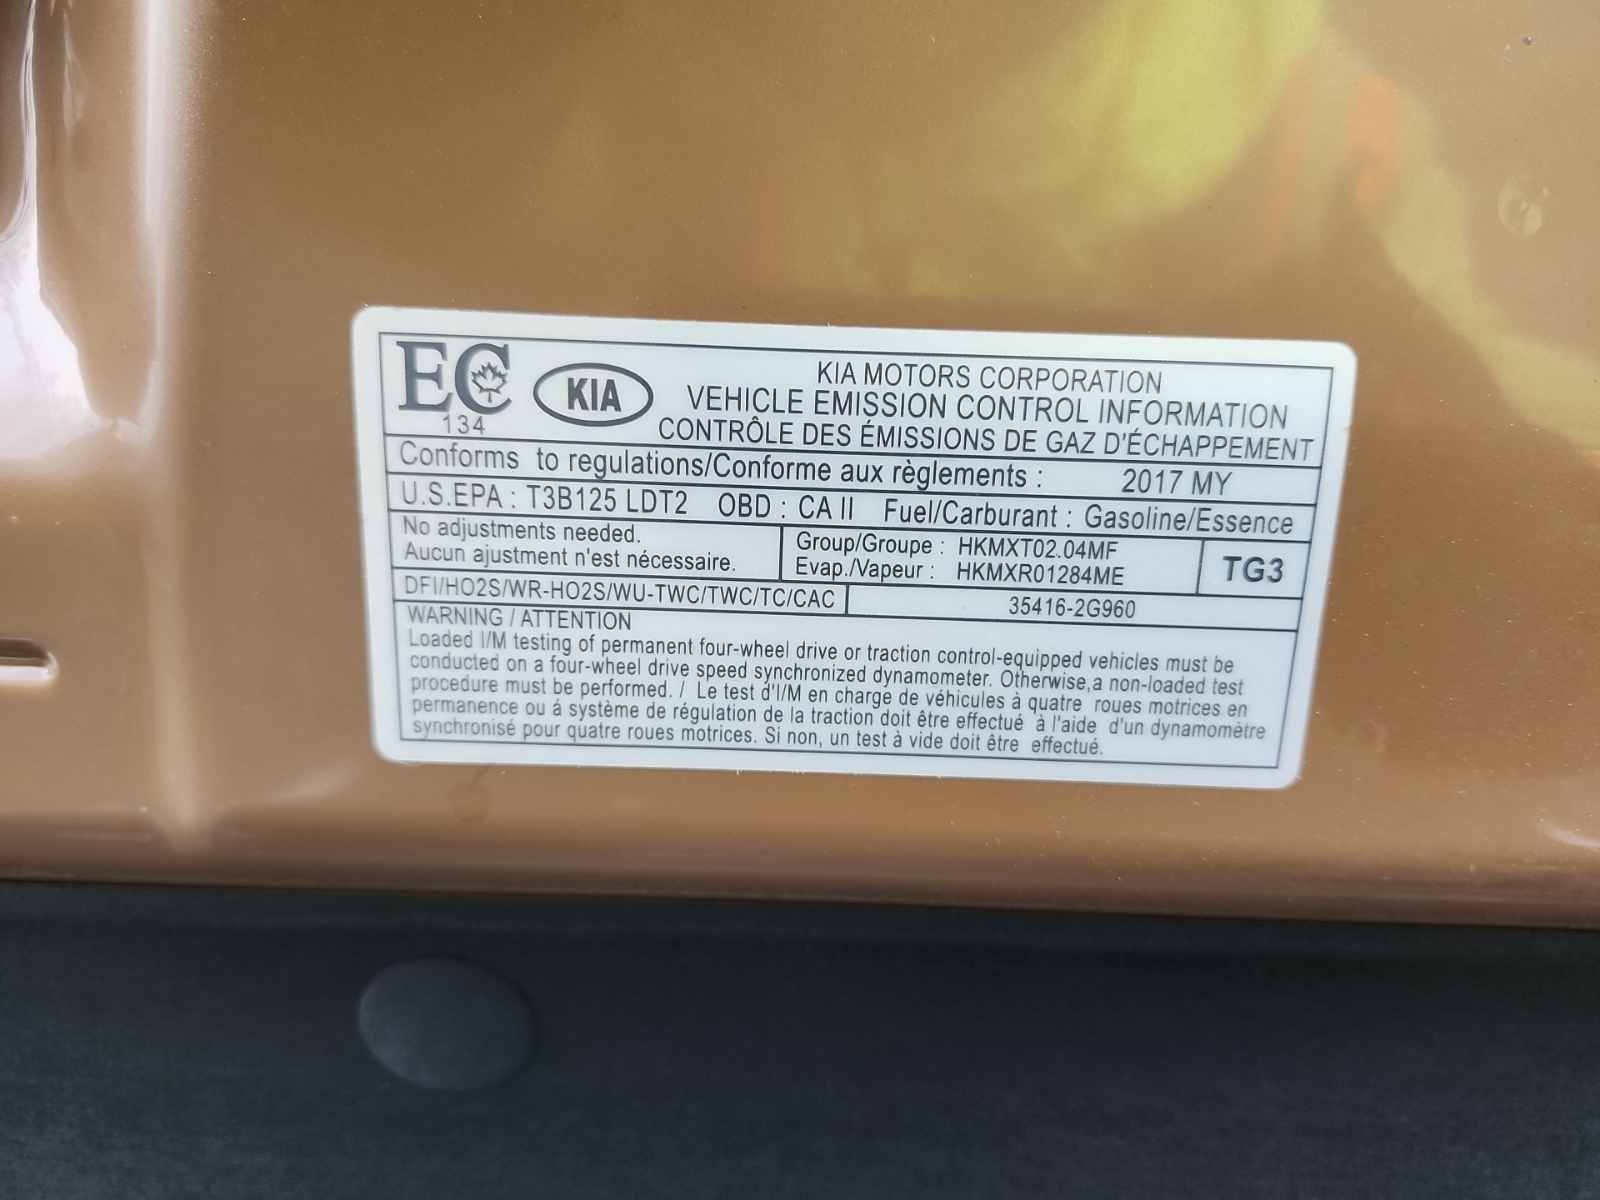 EC
134
KIA
KIA MOTORS CORPORATION
VEHICLE EMISSION CONTROL INFORMATION
CONTRÔLE DES ÉMISSIONS DE GAZ D'ÉCHAPPEMENT
Conforms to regulations/Conforme aux règlements : 2017 MY
U.S.EPA : T3B125 LDT2 OBD : CA II Fuel/Carburant : Gasoline/Essence
No adjustments needed.
Aucun ajustment n'est nécessaire.
Group/Groupe : HKMXT02.04MF
Evap./Vapeur : HKMXR01284ME
TG3
DFI/HO2S/WR-HO2S/WU-TWC/TWC/TC/CAC
35416-2G960
WARNING / ATTENTION
Loaded I/M testing of permanent four-wheel drive or traction control-equipped vehicles must be
conducted on a four-wheel drive speed synchronized dynamometer. Otherwise,a non-loaded test
procedure must be performed. / Le test d'I/M en charge de véhicules à quatre roues motrices en
permanence ou á système de régulation de la traction doit être effectué à l'aide d'un dynamomètre
synchronisé pour quatre roues motrices. Si non, un test à vide doit être effectué.